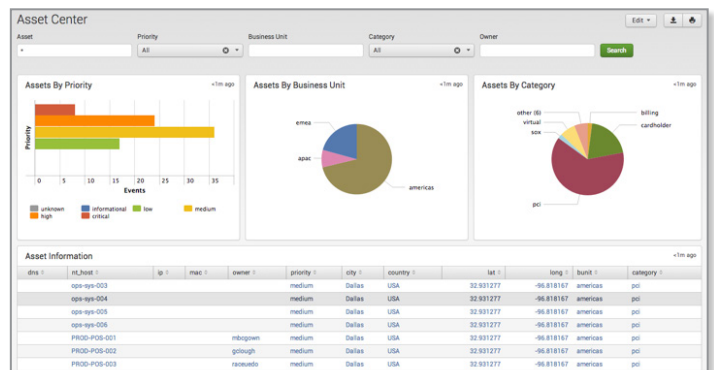 Asset Center
Edit
Asset Priority Business Unit Category Owner
* All All Search
Assets By Priority <1m ago
Priority
0 5 10 15 20 25 30 35
Events
unknown informational low medium
high critical
Assets By Business Unit <1m ago
emea
apac
americas
Assets By Category <1m ago
other (6) billing
virtual cardholder
sox
pci
Asset Information <1m ago
dns nt_host ip mac owner priority city country lat long bunit category
ops-sys-003 medium Dallas USA 32.931277 -96.818167 americas pci
ops-sys-004 medium Dallas USA 32.931277 -96.818167 americas pci
ops-sys-005 medium Dallas USA 32.931277 -96.818167 americas pci
ops-sys-006 medium Dallas USA 32.931277 -96.818167 americas pci
PROD-POS-001 mbcgown medium Dallas USA 32.931277 -96.818167 americas pci
PROD-POS-002 gclough medium Dallas USA 32.931277 -96.818167 americas pci
PROD-POS-003 medium Dallas USA 32.931277 -96.818167 americas pci